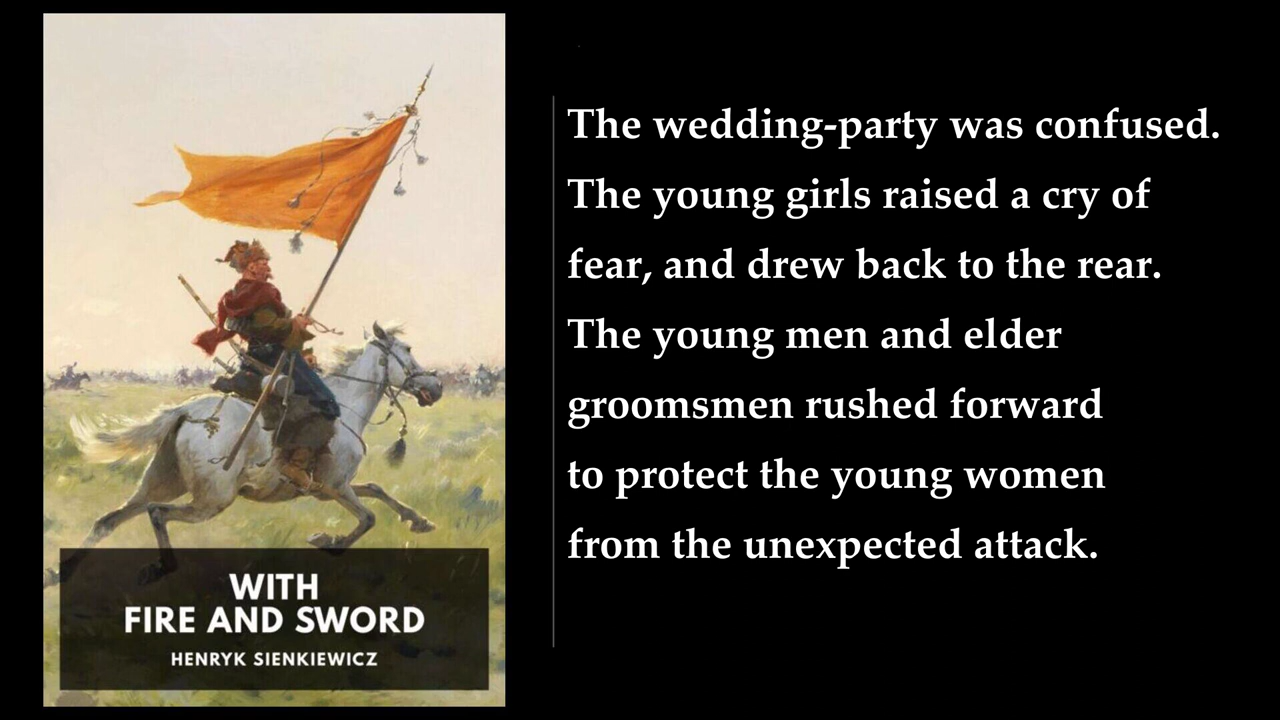 WITH
FIRE AND SWORD
HENRYK SIENKIEWICZ
The wedding-party was confused.
The young girls raised a cry of
fear, and drew back to the rear.
The young men and elder
groomsmen rushed forward
to protect the young women
from the unexpected attack.